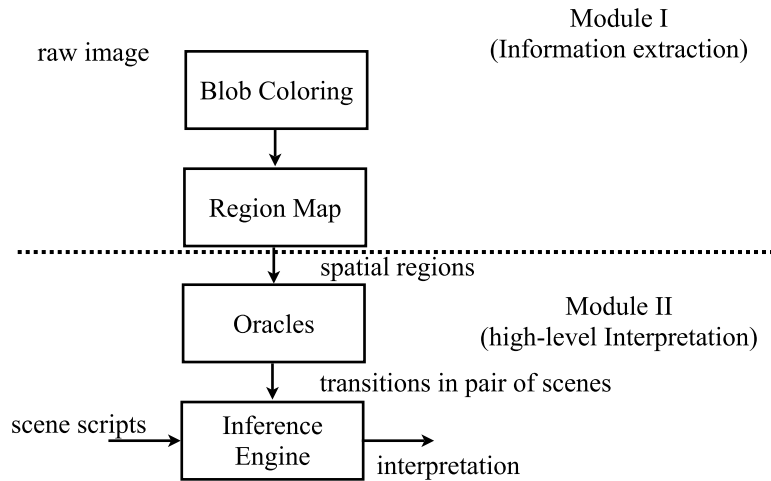 Module I
(Information extraction)
raw image
Blob Coloring
Region Map
spatial regions
Oracles
Module II
(high-level Interpretation)
transitions in pair of scenes
scene scripts
Inference
Engine
interpretation